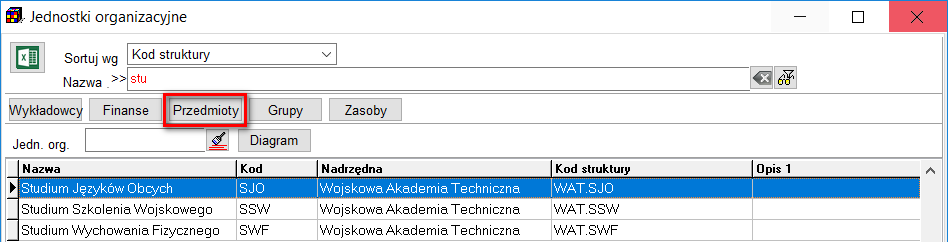 Jednostki organizacyjne
Sortuj wg Kod struktury
Nazwa . >> stu
Wykładowcy Finanse Przedmioty Grupy Zasoby
Jedn. org. Diagram
Nazwa Kod Nadrzędna Kod struktury Opis 1
Studium Języków Obcych SJO Wojskowa Akademia Techniczna WAT.SJO
Studium Szkolenia Wojskowego SSW Wojskowa Akademia Techniczna WAT.SSW
Studium Wychowania Fizycznego SWF Wojskowa Akademia Techniczna WAT.SWF